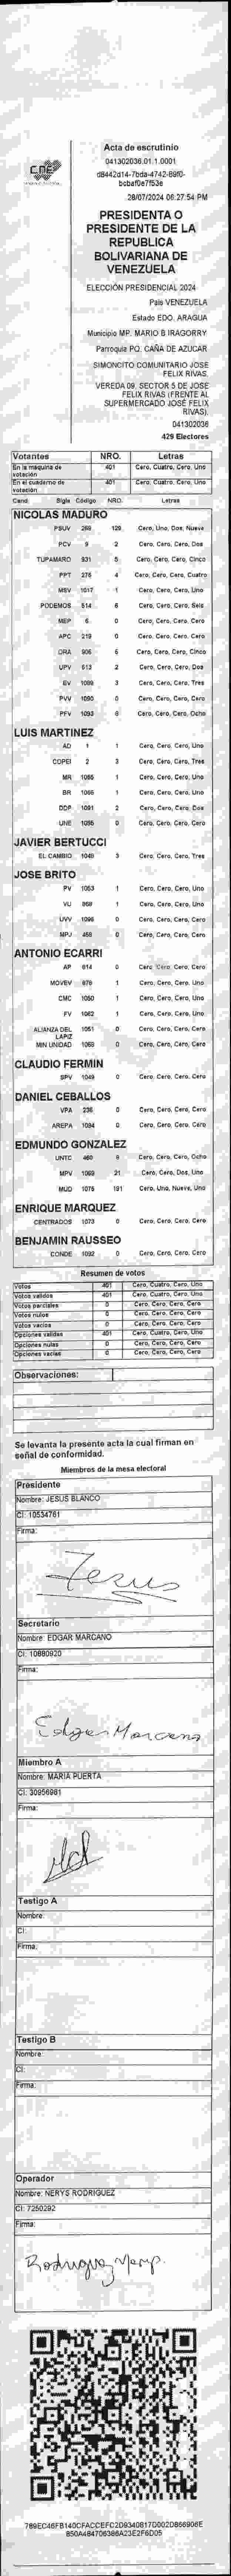 Acta de escrutinio
041302036.01.1.0001
d8442d14-7bda-4742-89f0-
bcbaf0e7f53e
28/07/2024 06:27:54 PM
CNE
PRESIDENTA O
PRESIDENTE DE LA
REPUBLICA
BOLIVARIANA DE
VENEZUELA
ELECCIÓN PRESIDENCIAL 2024
País VENEZUELA
Estado EDO. ARAGUA
Municipio MP. MARIO B IRAGORRY
Parroquia PQ. CAÑA DE AZUCAR
SIMONCITO COMUNITARIO JOSE
FELIX RIVAS.
VEREDA 09. SECTOR 5 DE JOSE
FELIX RIVAS (FRENTE AL
SUPERMERCADO JOSÉ FELIX
RIVAS).
041302036
429 Electores
Votantes NRO. Letras
En la máquina de votación 401 Cero, Cuatro, Cero, Uno
En el cuaderno de votación 401 Cero, Cuatro, Cero, Uno
Cand Sigla Código NRO. Letras
NICOLAS MADURO
PSUV 269 129 Cero, Uno, Dos, Nueve
PCV 9 2 Cero, Cero, Cero, Dos
TUPAMARO 931 5 Cero, Cero, Cero, Cinco
PPT 276 4 Cero, Cero, Cero, Cuatro
MSV 1017 1 Cero, Cero, Cero, Uno
PODEMOS 514 6 Cero, Cero, Cero, Seis
MEP 6 0 Cero, Cero, Cero, Cero
APC 219 0 Cero, Cero, Cero, Cero
ORA 906 Cero, Cero, Cero, Cinco
UPV 613 2 Cero, Cero, Cero, Dos
EV 1089 3 Cero, Cero, Cero, Tres
PVV 1090 0 Cero, Cero, Cero, Cero
PFV 1093 8 Cero, Cero, Cero, Ocho
LUIS MARTINEZ
AD 1 1 Cero, Cero, Cero, Uno
COPEI 2 3 Cero, Cero, Cero, Tres
MR 1065 1 Cero, Cero, Cero, Uno
BR 1066 1 Cero, Cero, Cero, Uno
DDP 1091 2 Cero, Cero, Cero, Dos
UNE 1095 0 Cero, Cero, Cero, Cero
JAVIER BERTUCCI
EL CAMBIO 1048 3 Cero, Cero, Cero, Tres
JOSE BRITO
PV 1053 1 Cero, Cero, Cero, Uno
VU 868 1 Cero, Cero, Cero, Uno
UVV 1096 0 Cero, Cero, Cero, Cero
MPJ 458 0 Cero, Cero, Cero, Cero
ANTONIO ECARRI
AP 614 0 Cero, Cero, Cero, Cero
MOVEV 876 1 Cero, Cero, Cero, Uno
CMC 1050 1 Cero, Cero, Cero, Uno
FV 1062 1 Cero, Cero, Cero, Uno
ALIANZA DEL LAPIZ 1051 0 Cero, Cero, Cero, Cero
MIN UNIDAD 1068 0 Cero, Cero, Cero, Cero
CLAUDIO FERMIN
SPV 1049 0 Cero, Cero, Cero, Cero
DANIEL CEBALLOS
VPA 236 0 Cero, Cero, Cero, Cero
AREPA 1084 0 Cero, Cero, Cero, Cero
EDMUNDO GONZALEZ
UNTC 460 Cero, Cero, Cero, Ocho
MPV 1069 21 Cero, Cero, Dos, Uno
MUD 1075 191 Cero, Uno, Nueve, Uno
ENRIQUE MARQUEZ
CENTRADOS 1073 0 Cero, Cero, Cero, Cero
BENJAMIN RAUSSEO
CONDE 1092 0 Cero, Cero, Cero, Cero
Resumen de votos
Votos 401 Cero, Cuatro, Cero, Uno
Votos válidos 401 Cero, Cuatro, Cero, Uno
Votos parciales 0 Cero, Cero, Cero, Cero
Votos nulos 0 Cero, Cero, Cero, Cero
Votos vacíos 0 Cero, Cero, Cero, Cero
Opciones válidas 401 Cero, Cuatro, Cero, Uno
Opciones nulas 0 Cero, Cero, Cero, Cero
Opciones vacías 0 Cero, Cero, Cero, Cero
Observaciones:
Se levanta la presente acta la cual firman en
señal de conformidad.
Miembros de la mesa electoral
Presidente
Nombre: JESUS BLANCO
CI: 10534761
Firma:
Jesus
Secretario
Nombre: EDGAR MARCANO
CI: 10680920
Firma:
Edgar Marcano
Miembro A
Nombre: MARIA PUERTA
CI: 30956981
Firma:
Testigo A
Nombre:
CI:
Firma:
Testigo B
Nombre:
CI:
Firma:
Operador
Nombre: NERYS RODRIGUEZ
CI: 7250292
Firma:
Rodriguez Nerys.